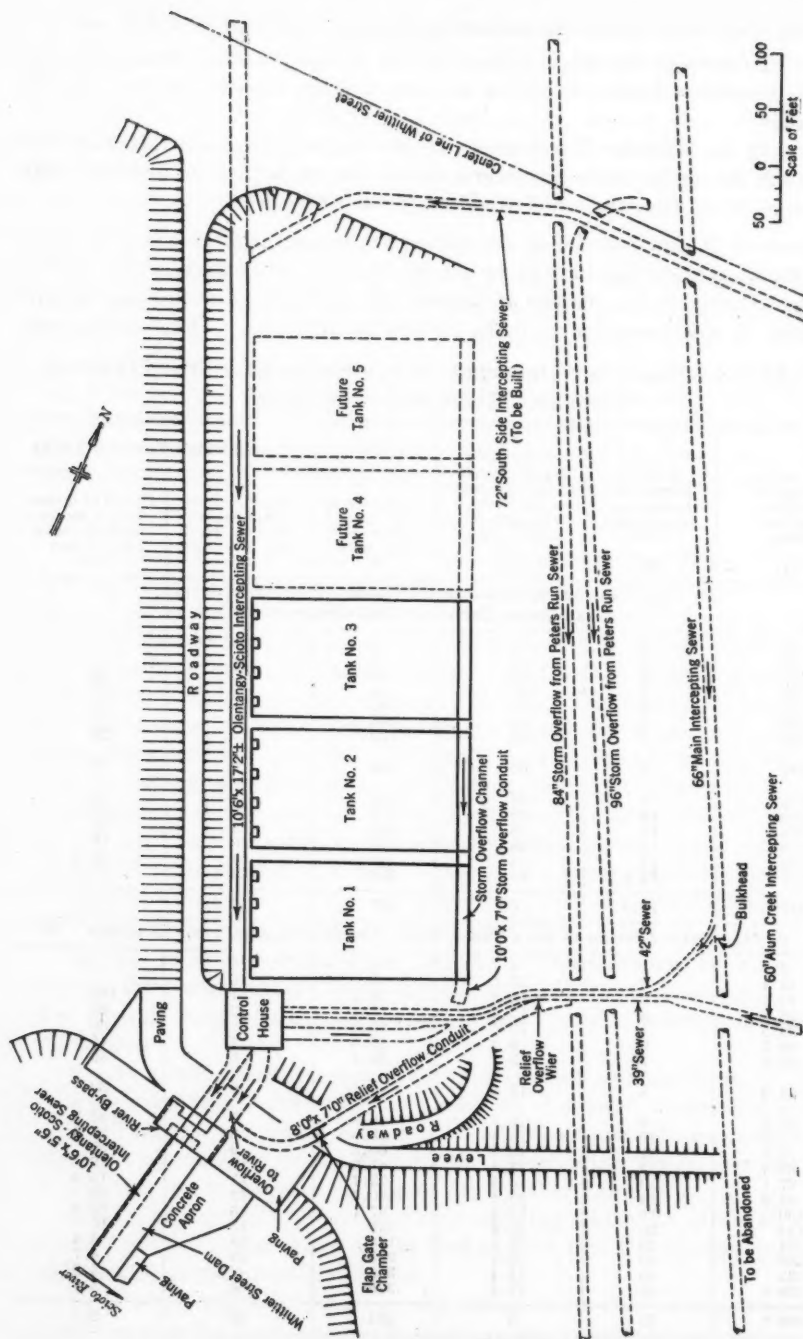 N
Roadway
Center Line of Whittier Street
10'6"x 17'2"± Olentangy-Scioto Intercepting Sewer
Future
Tank No. 5
Future
Tank No. 4
Tank No. 3
Tank No. 2
Tank No. 1
72" South Side Intercepting Sewer
(To be Built)
Storm Overflow Channel
10'0"x 7'0" Storm Overflow Conduit
84" Storm Overflow from Peters Run Sewer
96" Storm Overflow from Peters Run Sewer
66" Main Intercepting Sewer
Paving
Control
House
River By-pass
Intercepting Sewer
Olentangy-Scotio
10'6"x 5'6"
Concrete
Apron
Overflow
to River
Whittier Street Dam
Paving
Paving
Scioto River
8'0"x 7'0" Relief Overflow Conduit
Roadway
Levee
Flap Gate
Chamber
Relief
Overflow
Wier
42" Sewer
39" Sewer
Bulkhead
60" Alum Creek Intercepting Sewer
To be Abandoned
50 0 50 100
Scale of Feet